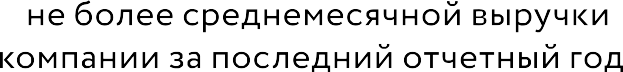 не более среднемесячной выручки
компании за последний отчетный год